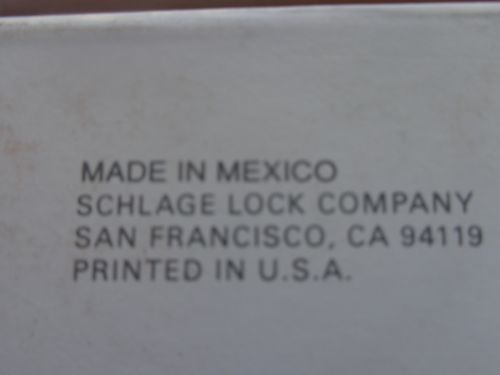 MADE IN MEXICO
SCHLAGE LOCK COMPANY
SAN FRANCISCO, CA 94119
PRINTED IN U.S.A.